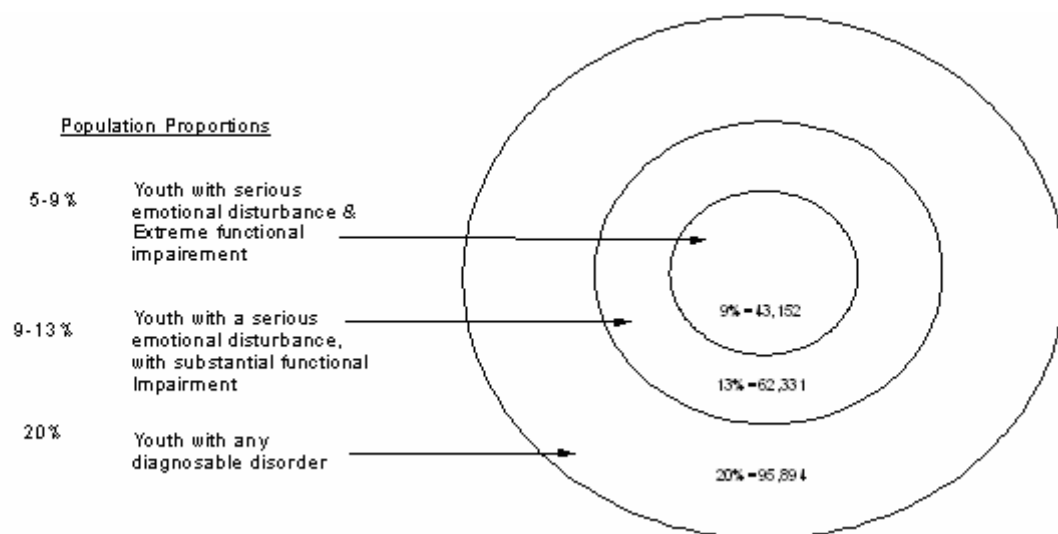 Population Proportions
5-9%
Youth with serious
emotional disturbance &
Extreme functional
impairement
9-13%
Youth with a serious
emotional disturbance,
with substantial functional
Impairment
20%
Youth with any
diagnosable disorder
9%=43,152
13%=62,331
20%=95,894